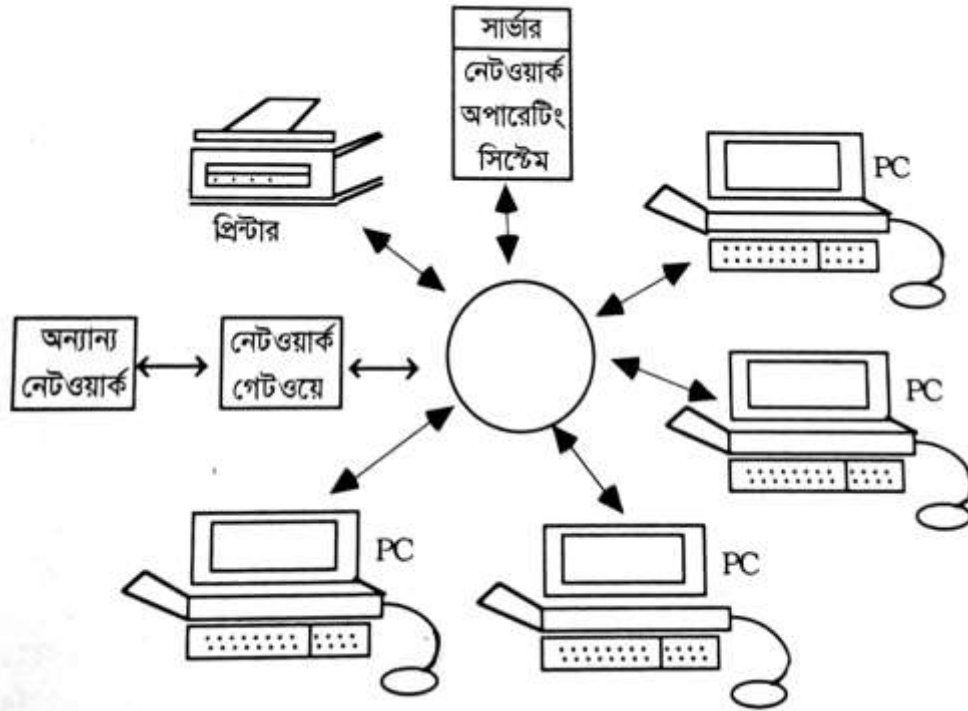 সার্ভার
নেটওয়ার্ক
অপারেটিং
সিস্টেম
PC
প্রিন্টার
অন্যান্য
নেটওয়ার্ক
নেটওয়ার্ক
গেটওয়ে
PC
PC
PC